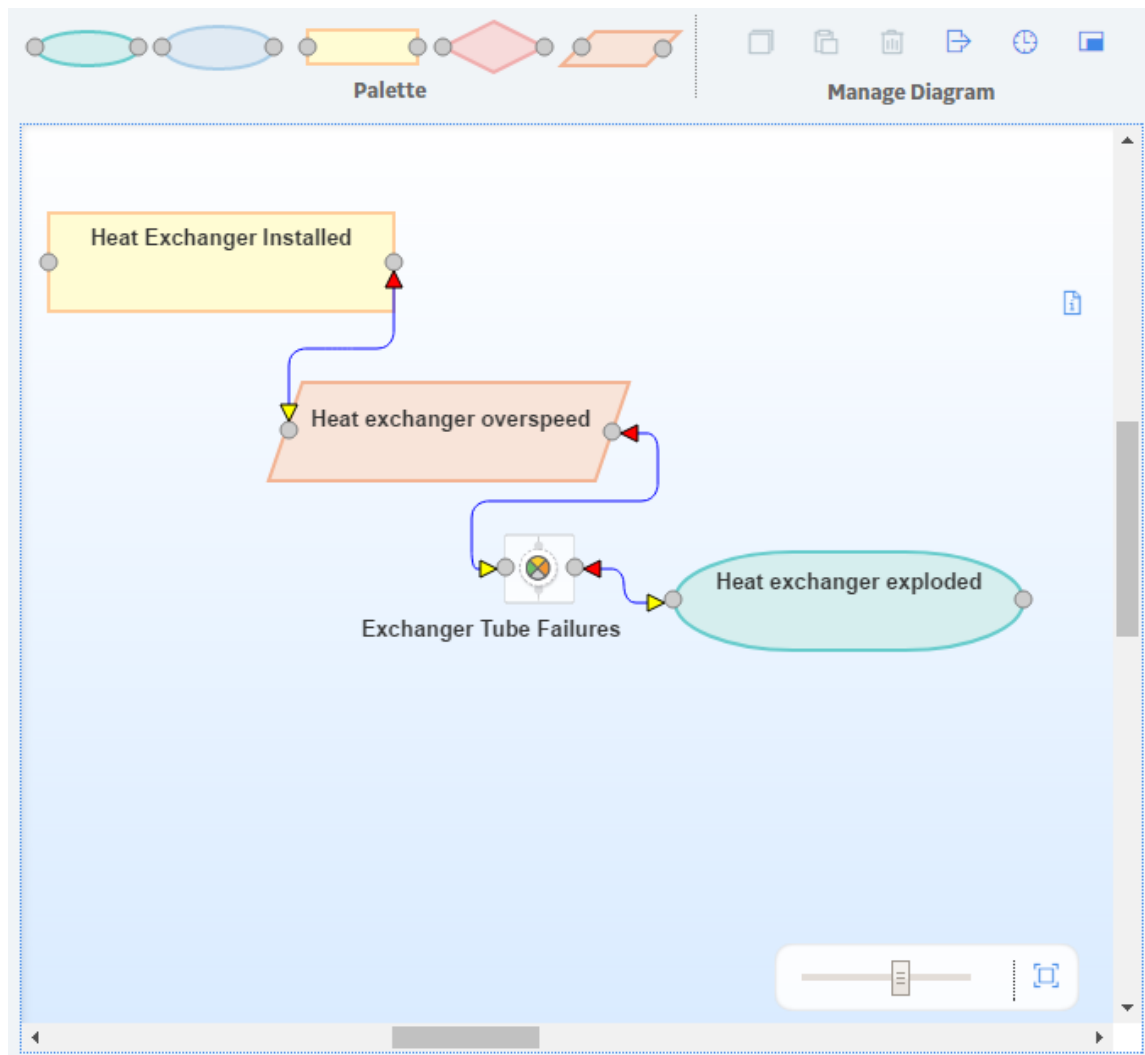 Palette
Manage Diagram
Heat Exchanger Installed
Heat exchanger overspeed
Heat exchanger exploded
Exchanger Tube Failures